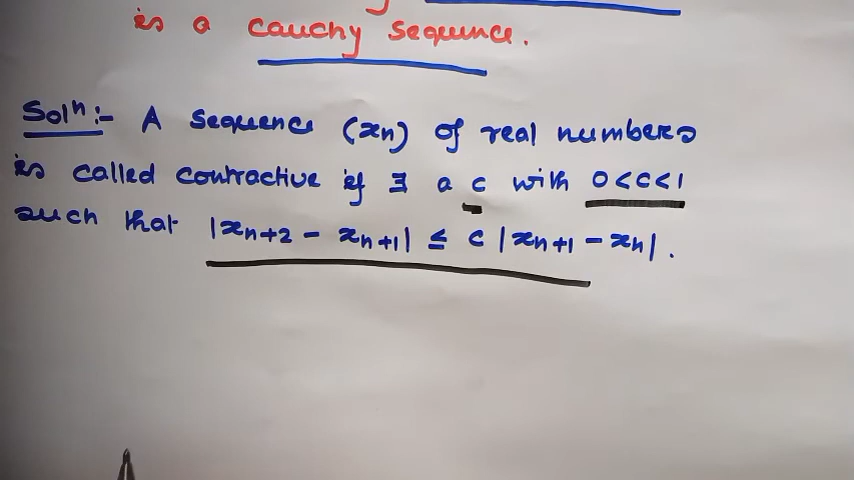 is a cauchy sequence.
Solⁿ:- A sequence (xₙ) of real numbers
is called contractive if ∃ a c with 0<c<1
such that |xₙ₊₂ - xₙ₊₁| ≤ c |xₙ₊₁ - xₙ|.